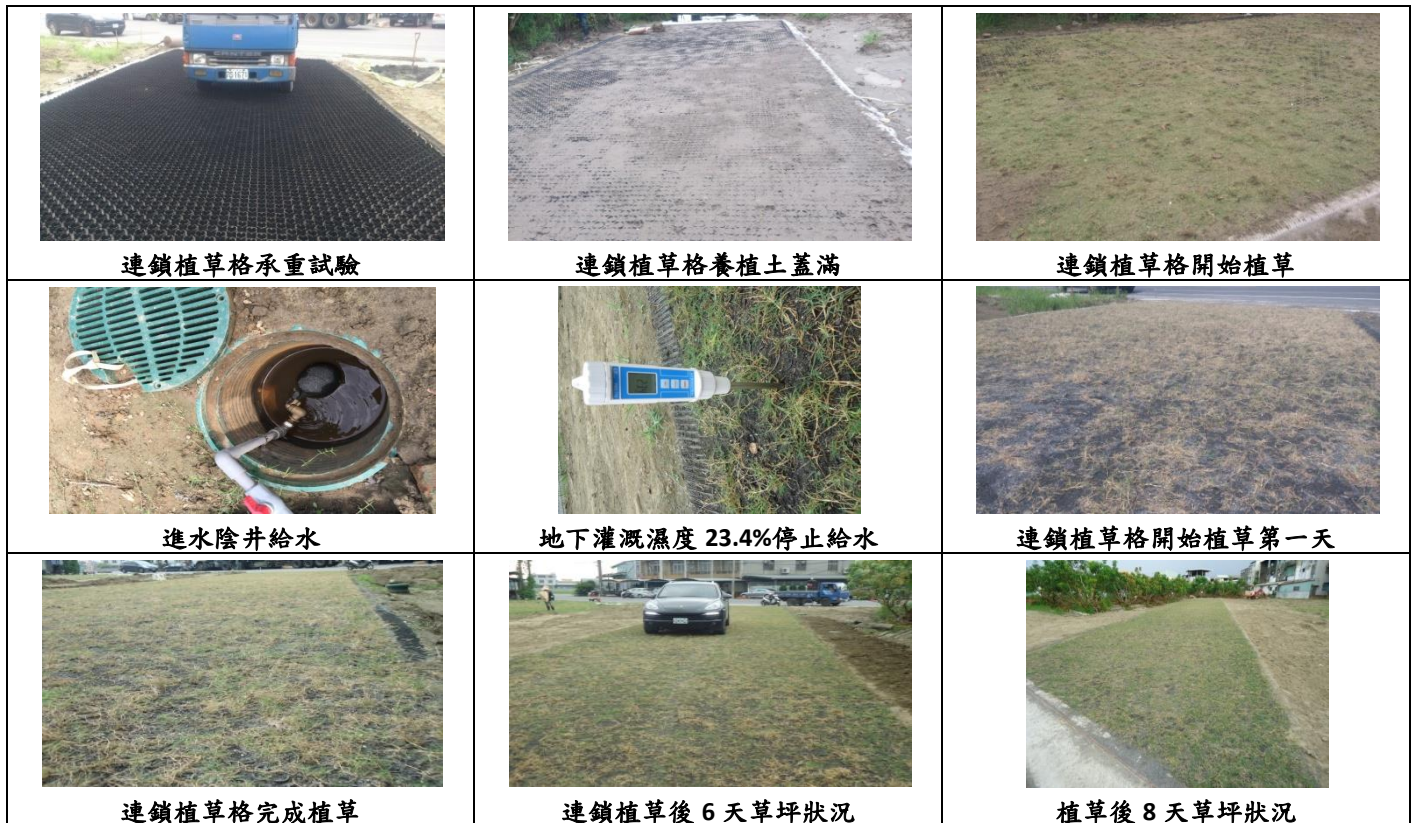 CANTER
連鎖植草格承重試驗
連鎖植草格養植土蓋滿
連鎖植草格開始植草
進水陰井給水
地下灌溉濕度 23.4%停止給水
連鎖植草格開始植草第一天
連鎖植草格完成植草
連鎖植草後 6 天草坪狀況
植草後 8 天草坪狀況